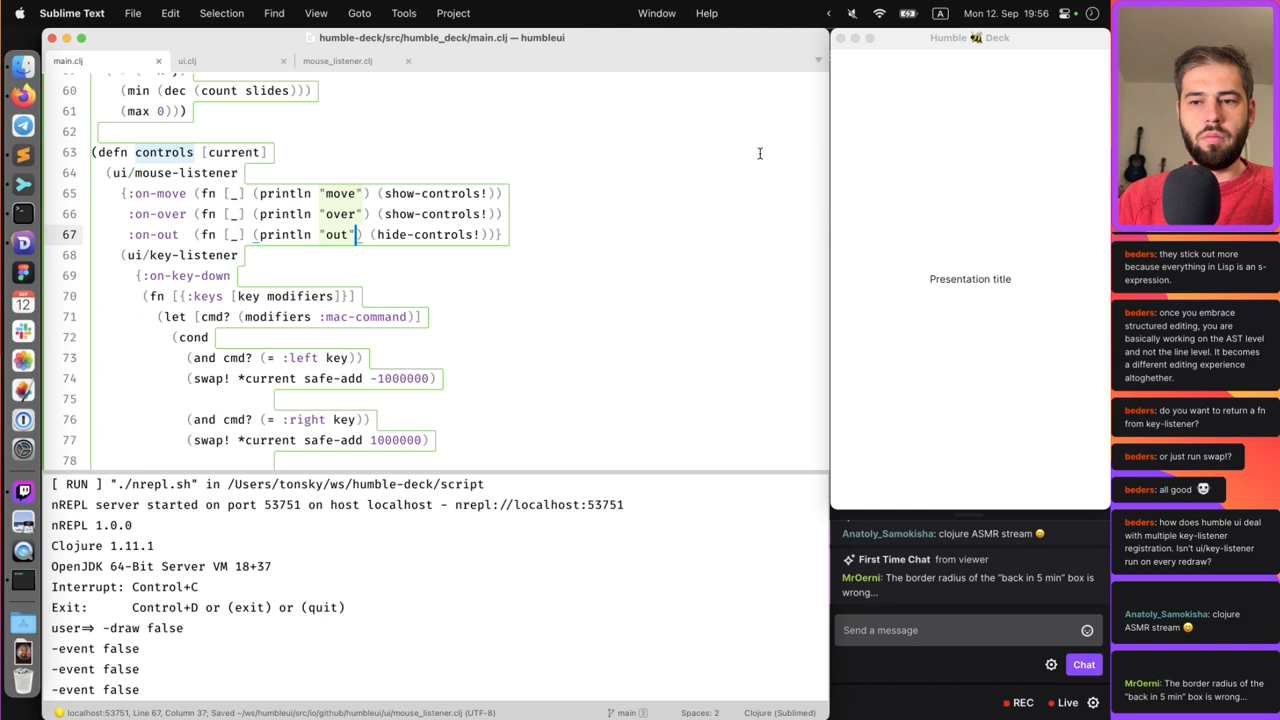 Sublime Text File Edit Selection Find View Goto Tools Project Window Help A Mon 12. Sep 19:56
humble-deck/src/humble_deck/main.clj — humbleui
main.clj ui.clj mouse_listener.clj
60 (min (dec (count slides)))
61 (max 0)))
62
63 (defn controls [current]
64 (ui/mouse-listener
65 {:on-move (fn [_] (println "move") (show-controls!))
66 :on-over (fn [_] (println "over") (show-controls!))
67 :on-out (fn [_] (println "out") (hide-controls!))}
68 (ui/key-listener
69 {:on-key-down
70 (fn [{:keys [key modifiers]}]
71 (let [cmd? (modifiers :mac-command)]
72 (cond
73 (and cmd? (= :left key))
74 (swap! *current safe-add -1000000)
75
76 (and cmd? (= :right key))
77 (swap! *current safe-add 1000000)
78
[ RUN ] "./nrepl.sh" in /Users/tonsky/ws/humble-deck/script
nREPL server started on port 53751 on host localhost - nrepl://localhost:53751
nREPL 1.0.0
Clojure 1.11.1
OpenJDK 64-Bit Server VM 18+37
Interrupt: Control+C
Exit: Control+D or (exit) or (quit)
user=> -draw false
-event false
-event false
-event false
localhost:53751, Line 67, Column 37; Saved ~/ws/humbleui/src/io/github/humbleui/ui/mouse_listener.clj (UTF-8) main 3 Spaces: 2 Clojure (Sublimed)
Humble 🐝 Deck
Presentation title
Anatoly_Samokisha: clojure ASMR stream 😄
First Time Chat from viewer
MrOerni: The border radius of the "back in 5 min" box is
wrong...
Send a message
Chat
REC Live
beders: they stick out more
because everything in Lisp is an s-
expression.
beders: once you embrace
structured editing, you are
basically working on the AST level
and not the line level. It becomes
a different editing experience
altoghether.
beders: do you want to return a fn
from key-listener?
beders: or just run swap!?
beders: all good
beders: how does humble ui deal
with multiple key-listener
registration. Isn't ui/key-listener
run on every redraw?
Anatoly_Samokisha: clojure
ASMR stream 😄
MrOerni: The border radius of the
"back in 5 min" box is wrong...